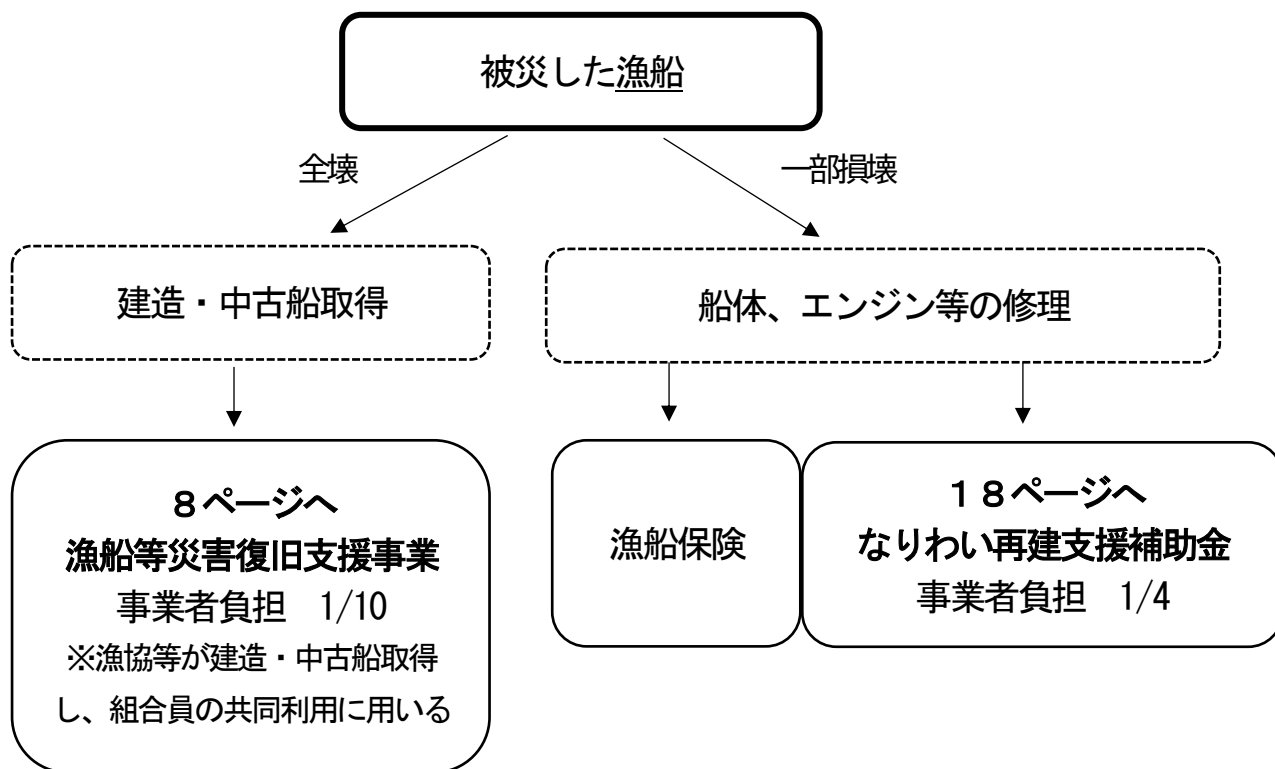 被災した漁船
全壊
一部損壊
建造・中古船取得
船体、エンジン等の修理
８ページへ
漁船等災害復旧支援事業
事業者負担　1/10
※漁協等が建造・中古船取得
し、組合員の共同利用に用いる
漁船保険
１８ページへ
なりわい再建支援補助金
事業者負担　1/4